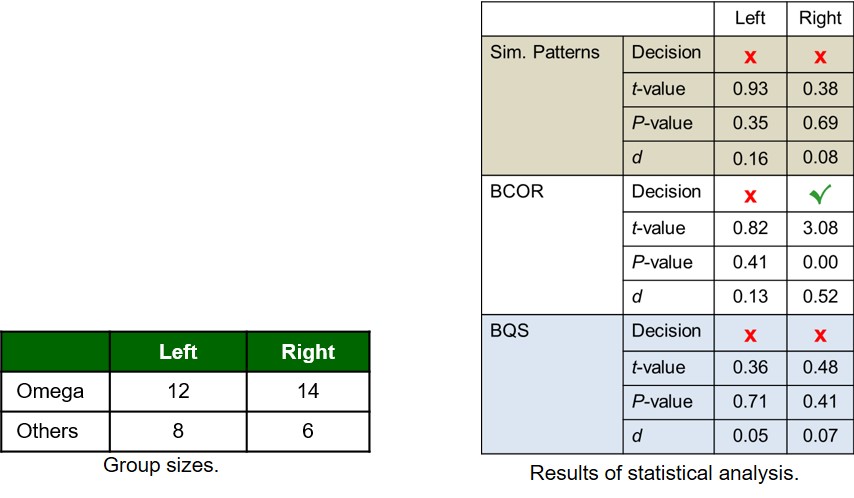 Left Right
Omega 12 14
Others 8 6
Group sizes.
Left Right
Sim. Patterns Decision x x
t-value 0.93 0.38
P-value 0.35 0.69
d 0.16 0.08
BCOR Decision x ✓
t-value 0.82 3.08
P-value 0.41 0.00
d 0.13 0.52
BQS Decision x x
t-value 0.36 0.48
P-value 0.71 0.41
d 0.05 0.07
Results of statistical analysis.